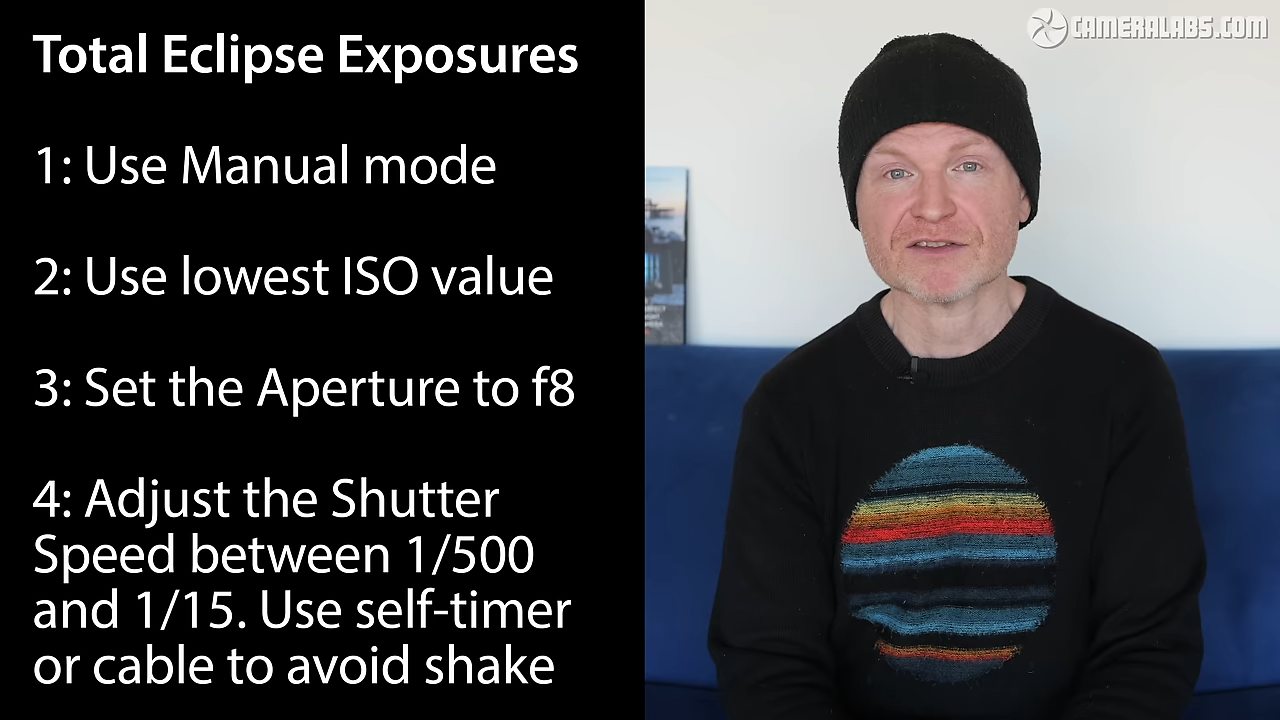 CAMERALABS.COM
Total Eclipse Exposures
1: Use Manual mode
2: Use lowest ISO value
3: Set the Aperture to f8
4: Adjust the Shutter
Speed between 1/500
and 1/15. Use self-timer
or cable to avoid shake